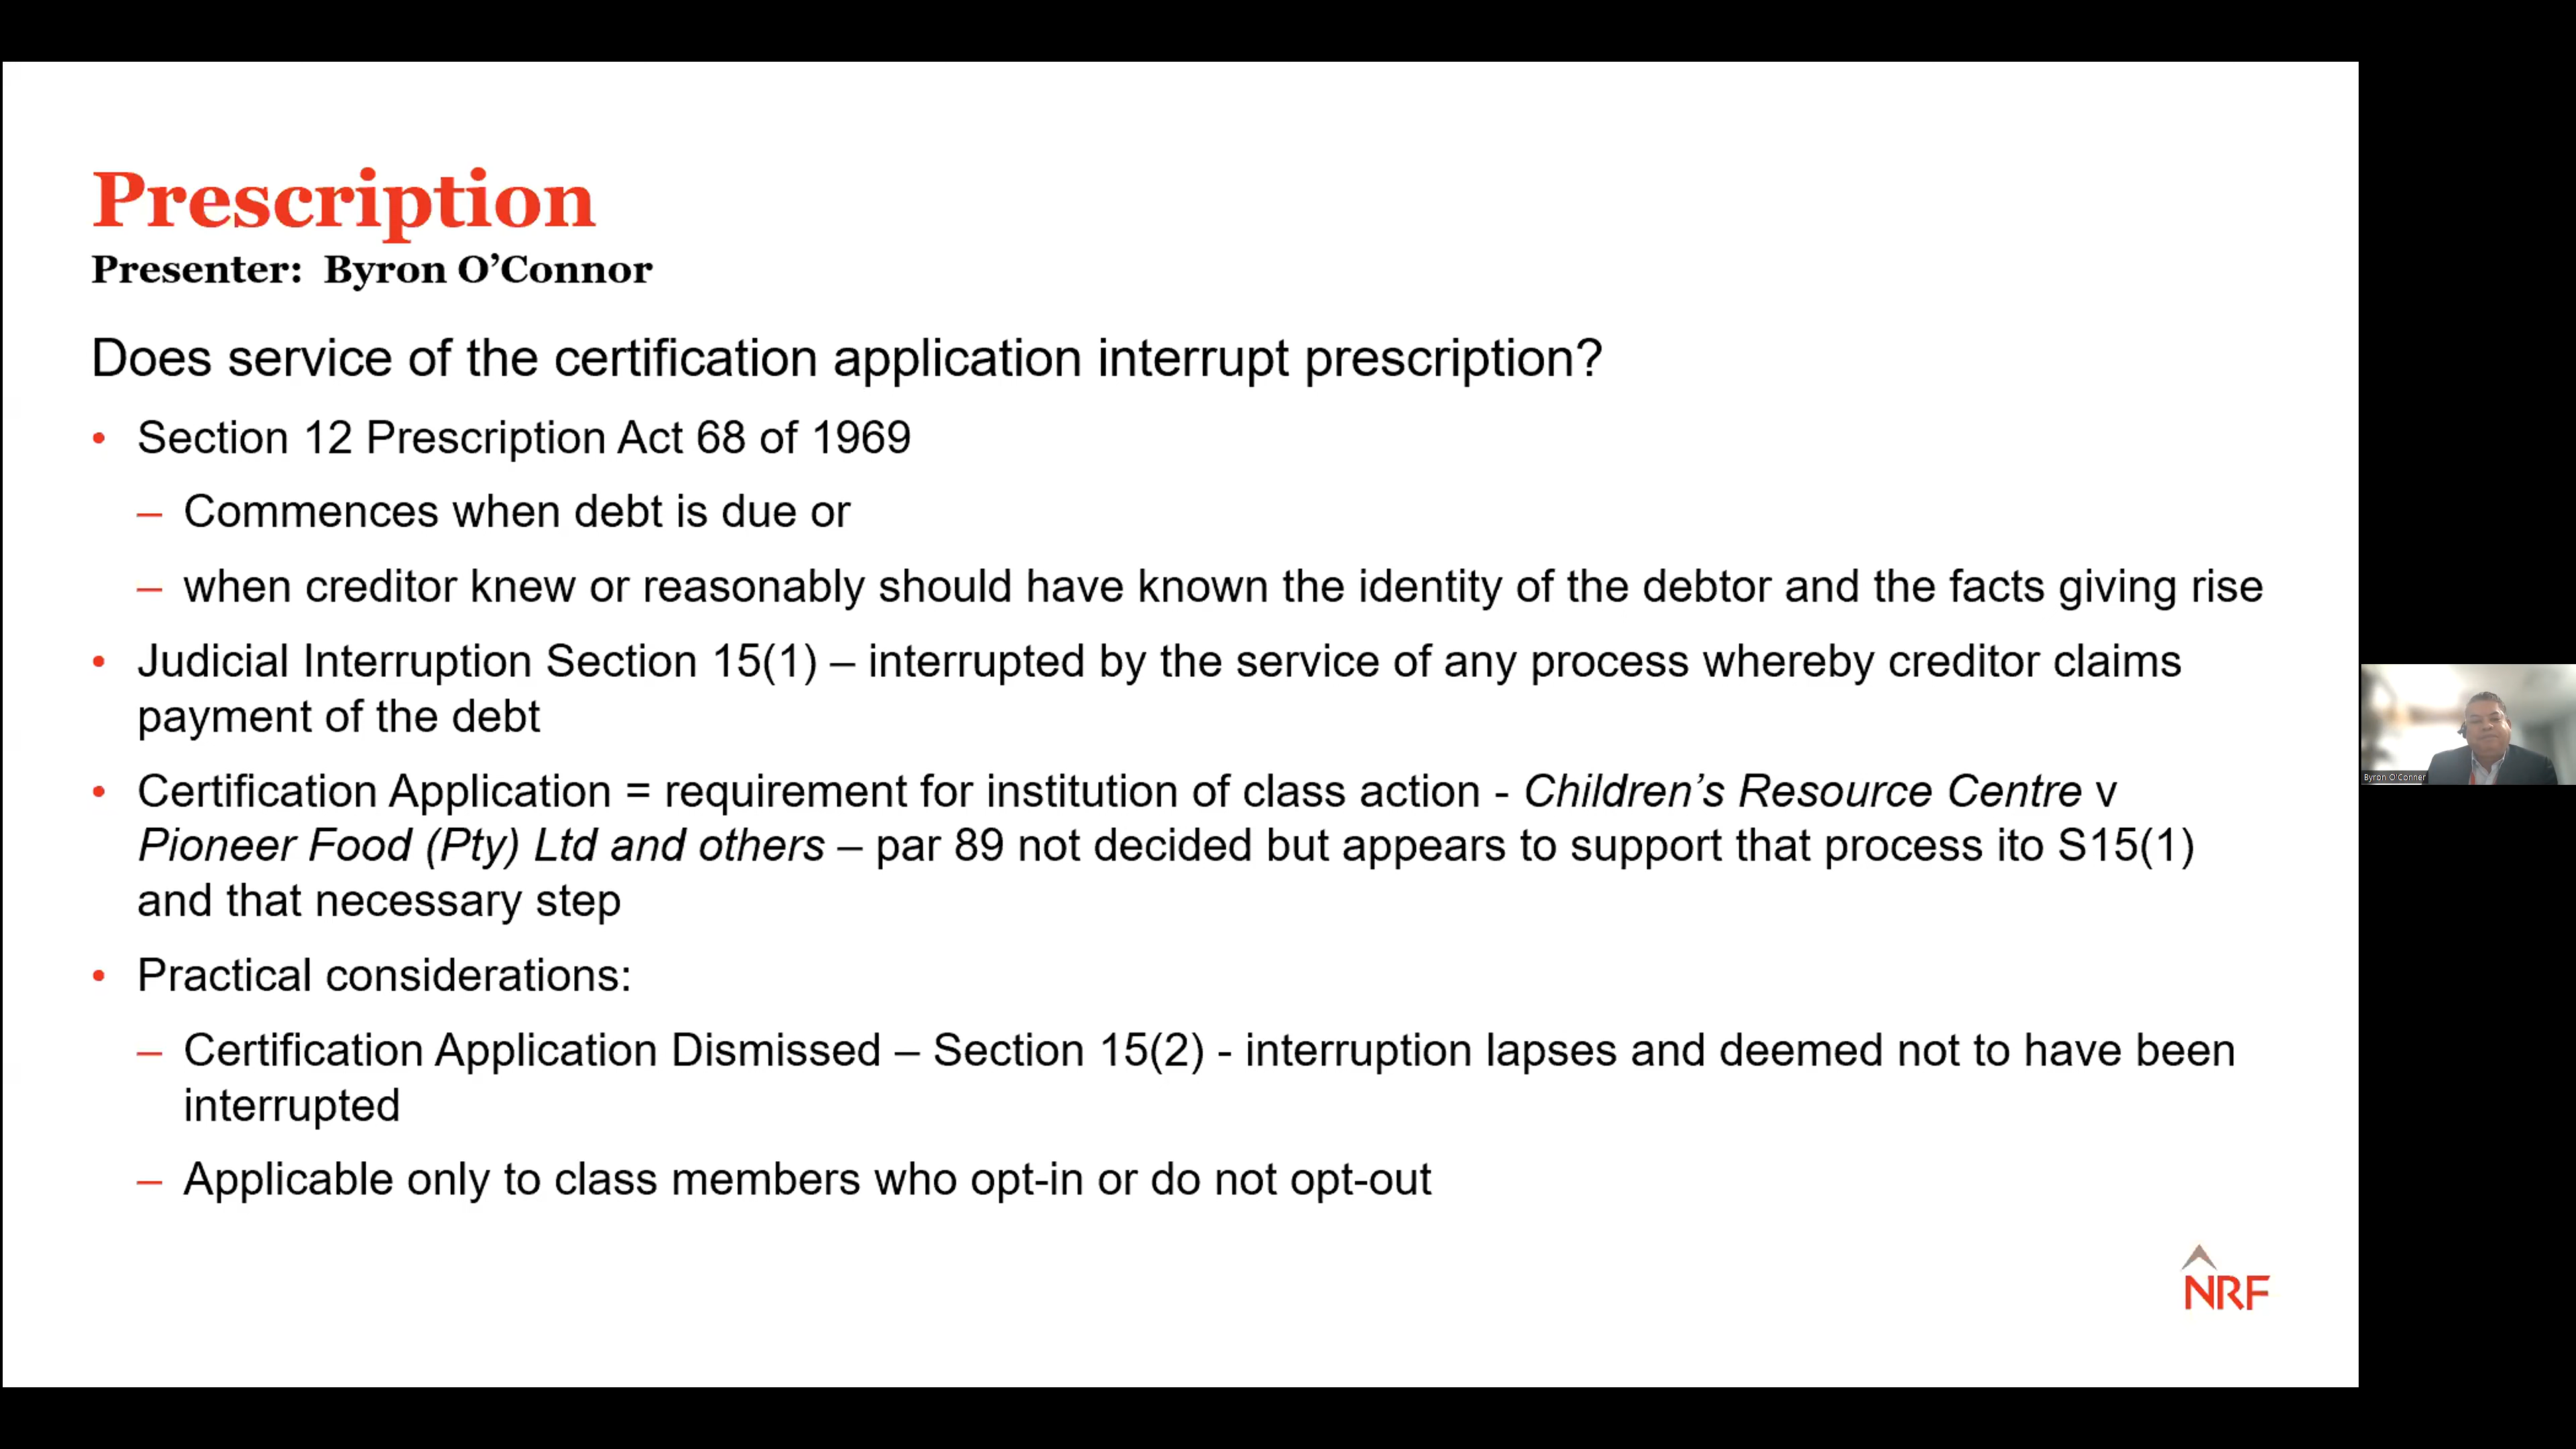 Prescription
Presenter:  Byron O’Connor
Does service of the certification application interrupt prescription?
• Section 12 Prescription Act 68 of 1969
– Commences when debt is due or
– when creditor knew or reasonably should have known the identity of the debtor and the facts giving rise
• Judicial Interruption Section 15(1) – interrupted by the service of any process whereby creditor claims
payment of the debt
• Certification Application = requirement for institution of class action - Children’s Resource Centre v
Pioneer Food (Pty) Ltd and others – par 89 not decided but appears to support that process ito S15(1)
and that necessary step
• Practical considerations:
– Certification Application Dismissed – Section 15(2) - interruption lapses and deemed not to have been
interrupted
– Applicable only to class members who opt-in or do not opt-out
Byron O'Conner
NRF